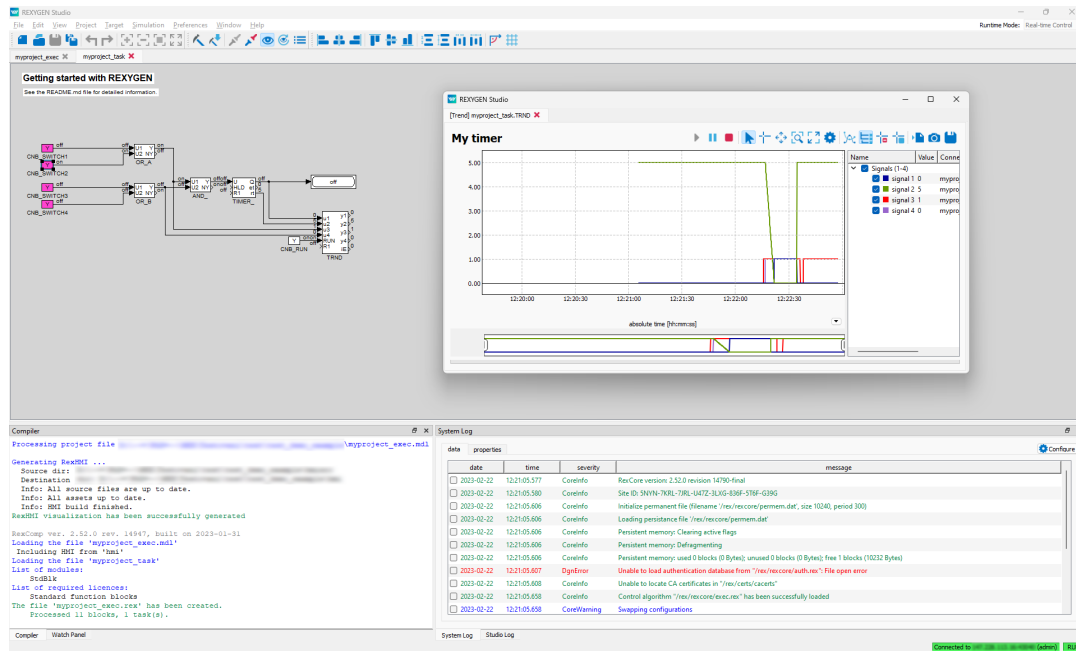 REXYGEN Studio
File Edit View Project Target Simulation Preferences Window Help
Runtime Mode: Real-time Control
myproject_exec
myproject_task
Getting started with REXYGEN
See the README.md file for detailed information.
REXYGEN Studio
[Trend] myproject_task.TRND
My timer
Name Value Conne
Signals (1-4)
signal 1 0 mypro
signal 2 5 mypro
signal 3 1 mypro
signal 4 0 mypro
5.00
4.00
3.00
2.00
1.00
0.00
12:20:00 12:20:30 12:21:00 12:21:30 12:22:00 12:22:30
absolute time [hh:mm:ss]
CNB_SWITCH1
CNB_SWITCH2
CNB_SWITCH3
CNB_SWITCH4
OR_A
OR_B
AND_
TIMER_
off
CNB_RUN
TRND
Compiler
Processing project file
\myproject_exec.mdl
Generating RexHMI ...
Source dir:
Destination
Info: All source files are up to date.
Info: All assets up to date.
Info: HMI build finished.
RexHMI visualization has been successfully generated
RexComp ver. 2.52.0 rev. 14947, built on 2023-01-31
Loading the file 'myproject_exec.mdl'
Including HMI from 'hmi'
Loading the file 'myproject_task'
List of modules:
StdBlk
List of required licences:
Standard function blocks
The file 'myproject_exec.rex' has been created.
Processed 11 blocks, 1 task(s).
Compiler Watch Panel
System Log
data properties
Configure
date time severity message
2023-02-22 12:21:05.577 CoreInfo RexCore version: 2.52.0 revision 14790-final
2023-02-22 12:21:05.580 CoreInfo Site ID: 5NYN-7KRL-7JRL-U47Z-3LXG-836F-5T6F-G39G
2023-02-22 12:21:05.606 CoreInfo Initialize permanent file (filename '/rex/rexcore/permem.dat', size 10240, period 300)
2023-02-22 12:21:05.606 CoreInfo Loading persistance file '/rex/rexcore/permem.dat'
2023-02-22 12:21:05.606 CoreInfo Persistent memory: Clearing active flags
2023-02-22 12:21:05.606 CoreInfo Persistent memory: Defragmenting
2023-02-22 12:21:05.606 CoreInfo Persistent memory: used 0 blocks (0 Bytes); unused 0 blocks (0 Bytes); free 1 blocks (10232 Bytes)
2023-02-22 12:21:05.607 DgnError Unable to load authentication database from "/rex/rexcore/auth.rex": File open error
2023-02-22 12:21:05.608 CoreInfo Unable to locate CA certificates in "/rex/certs/cacerts"
2023-02-22 12:21:05.658 CoreInfo Control algorithm "/rex/rexcore/exec.rex" has been successfully loaded
2023-02-22 12:21:05.658 CoreWarning Swapping configurations
System Log Studio Log
Connected to
(admin)
RU